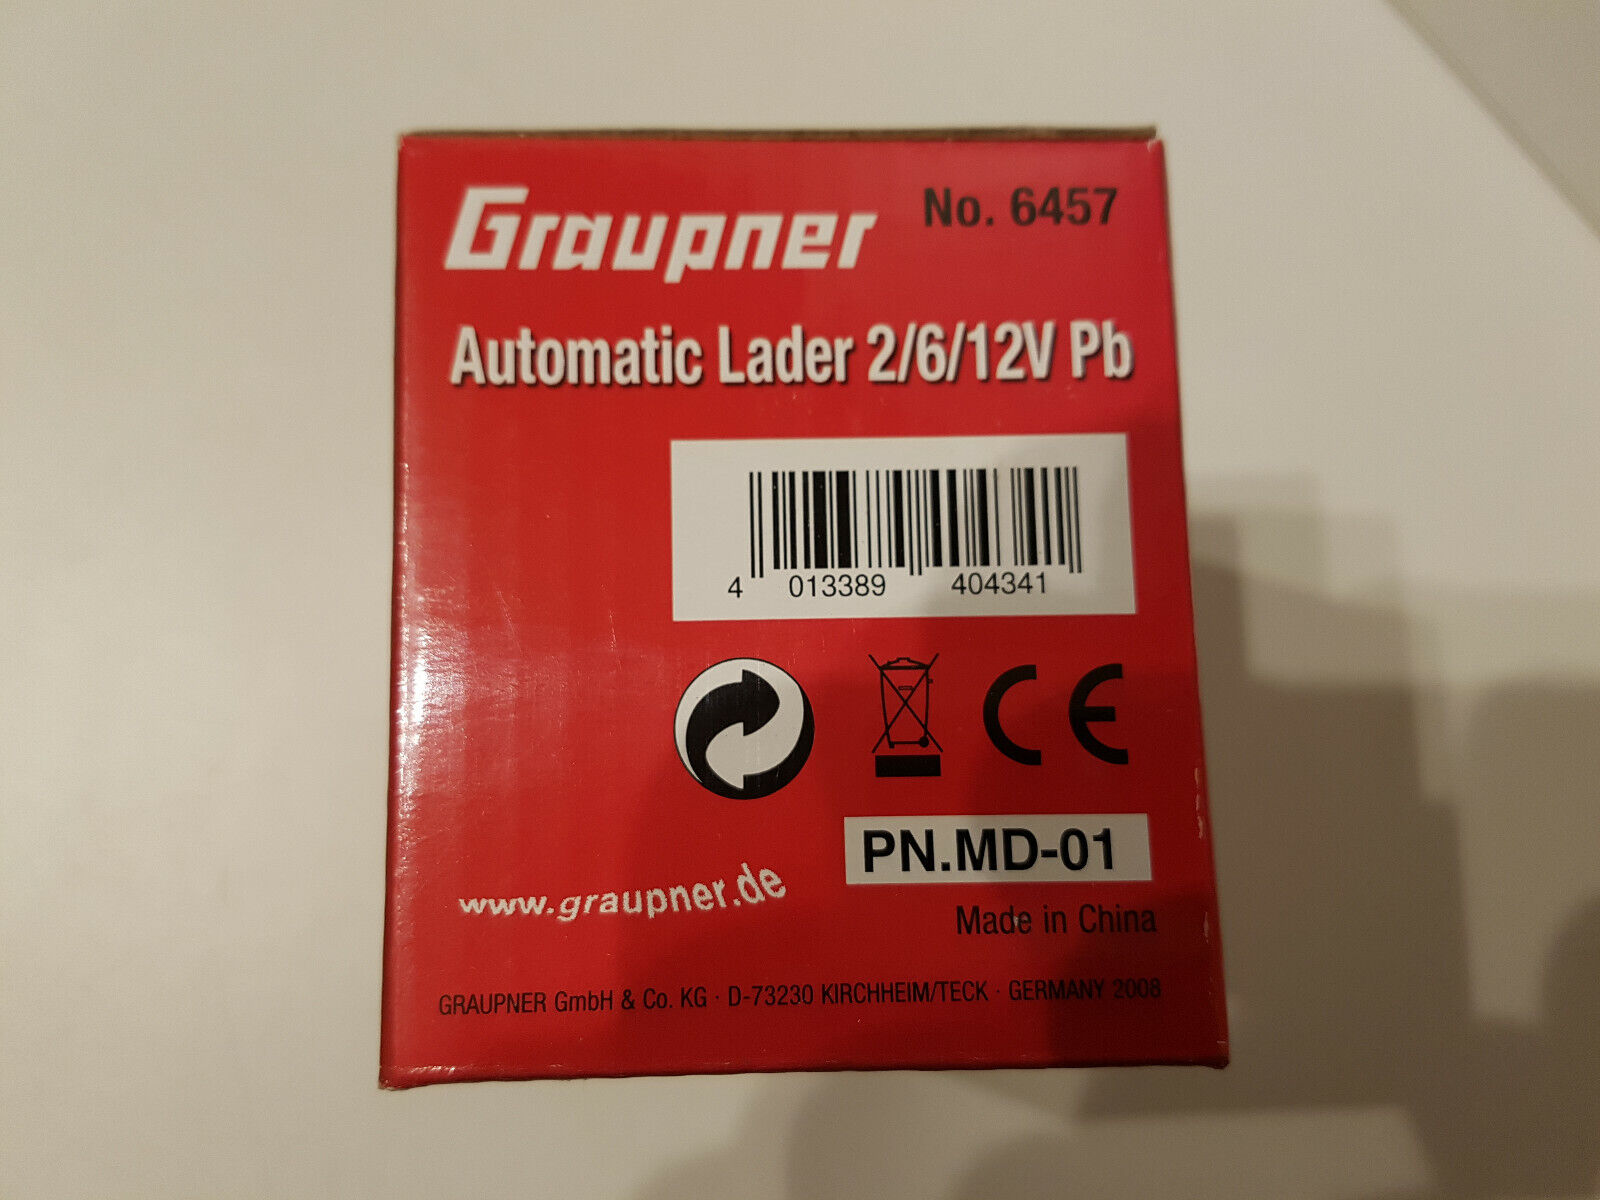 Graupner No. 6457
Automatic Lader 2/6/12V Pb
4 013389 404341
CE
PN.MD-01
www.graupner.de
Made in China
GRAUPNER GmbH & Co. KG · D-73230 KIRCHHEIM/TECK · GERMANY 2008